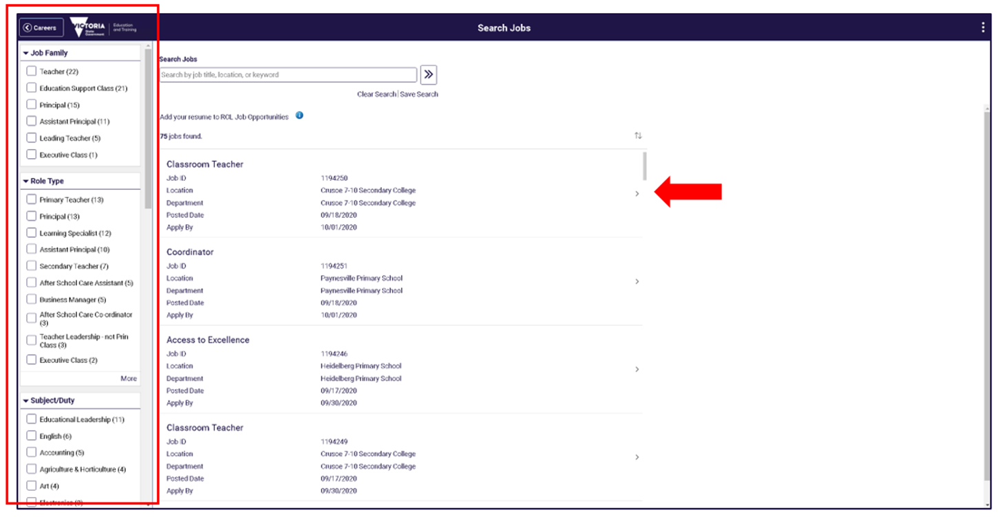 Careers
VICTORIA
State
Government
Education
and Training
Search Jobs
Job Family
Teacher (22)
Education Support Class (21)
Principal (15)
Assistant Principal (11)
Leading Teacher (5)
Executive Class (1)
Role Type
Primary Teacher (13)
Principal (13)
Learning Specialist (12)
Assistant Principal (10)
Secondary Teacher (7)
After School Care Assistant (5)
Business Manager (5)
After School Care Co-ordinator
(3)
Teacher Leadership - not Prin
Class (3)
Executive Class (2)
More
Subject/Duty
Educational Leadership (11)
English (6)
Accounting (5)
Agriculture & Horticulture (4)
Art (4)
Search Jobs
Search by job title, location, or keyword
Clear Search | Save Search
Add your resume to RCL Job Opportunities
75 jobs found.
Classroom Teacher
Job ID 1194250
Location Crusoe 7-10 Secondary College
Department Crusoe 7-10 Secondary College
Posted Date 09/18/2020
Apply By 10/01/2020
Coordinator
Job ID 1194251
Location Paynesville Primary School
Department Paynesville Primary School
Posted Date 09/18/2020
Apply By 10/01/2020
Access to Excellence
Job ID 1194246
Location Heidelberg Primary School
Department Heidelberg Primary School
Posted Date 09/17/2020
Apply By 09/30/2020
Classroom Teacher
Job ID 1194249
Location Crusoe 7-10 Secondary College
Department Crusoe 7-10 Secondary College
Posted Date 09/17/2020
Apply By 09/30/2020